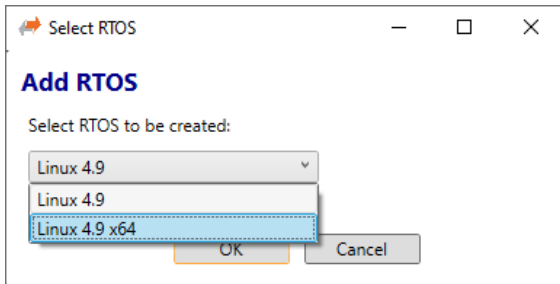 Select RTOS
Add RTOS
Select RTOS to be created:
Linux 4.9
Linux 4.9
Linux 4.9 x64
OK
Cancel